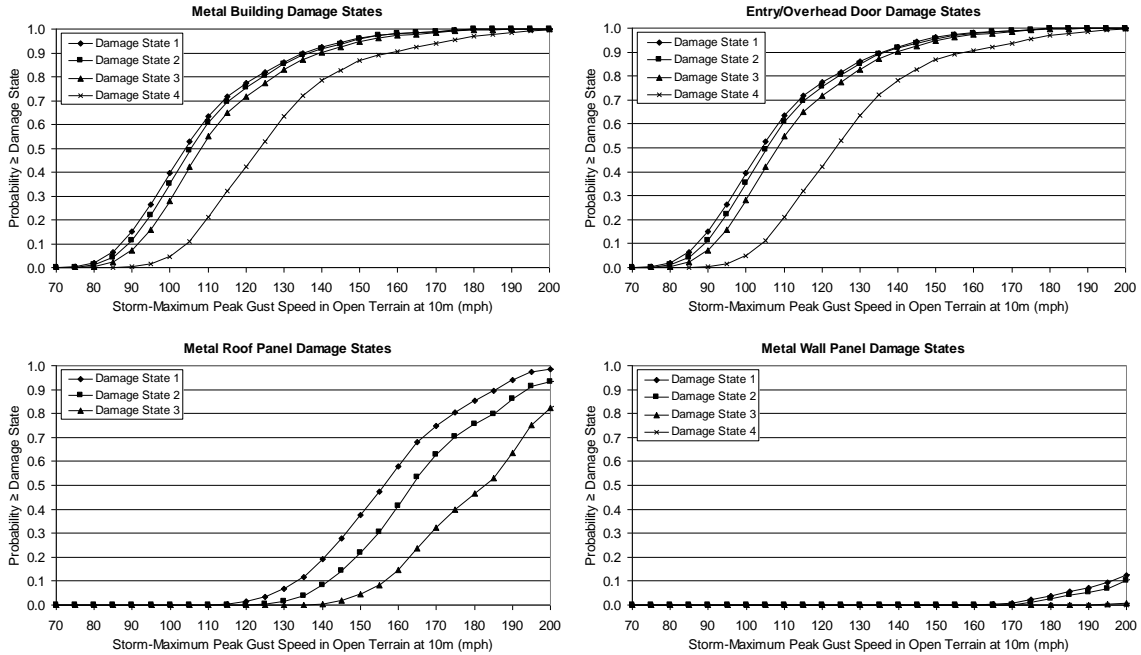 Metal Building Damage States
Probability ≥ Damage State
1.0
0.9
0.8
0.7
0.6
0.5
0.4
0.3
0.2
0.1
0.0
Damage State 1
Damage State 2
Damage State 3
Damage State 4
70 80 90 100 110 120 130 140 150 160 170 180 190 200
Storm-Maximum Peak Gust Speed in Open Terrain at 10m (mph)
Entry/Overhead Door Damage States
Probability ≥ Damage State
1.0
0.9
0.8
0.7
0.6
0.5
0.4
0.3
0.2
0.1
0.0
Damage State 1
Damage State 2
Damage State 3
Damage State 4
70 80 90 100 110 120 130 140 150 160 170 180 190 200
Storm-Maximum Peak Gust Speed in Open Terrain at 10m (mph)
Metal Roof Panel Damage States
Probability ≥ Damage State
1.0
0.9
0.8
0.7
0.6
0.5
0.4
0.3
0.2
0.1
0.0
Damage State 1
Damage State 2
Damage State 3
70 80 90 100 110 120 130 140 150 160 170 180 190 200
Storm-Maximum Peak Gust Speed in Open Terrain at 10m (mph)
Metal Wall Panel Damage States
Probability ≥ Damage State
1.0
0.9
0.8
0.7
0.6
0.5
0.4
0.3
0.2
0.1
0.0
Damage State 1
Damage State 2
Damage State 3
Damage State 4
70 80 90 100 110 120 130 140 150 160 170 180 190 200
Storm-Maximum Peak Gust Speed in Open Terrain at 10m (mph)